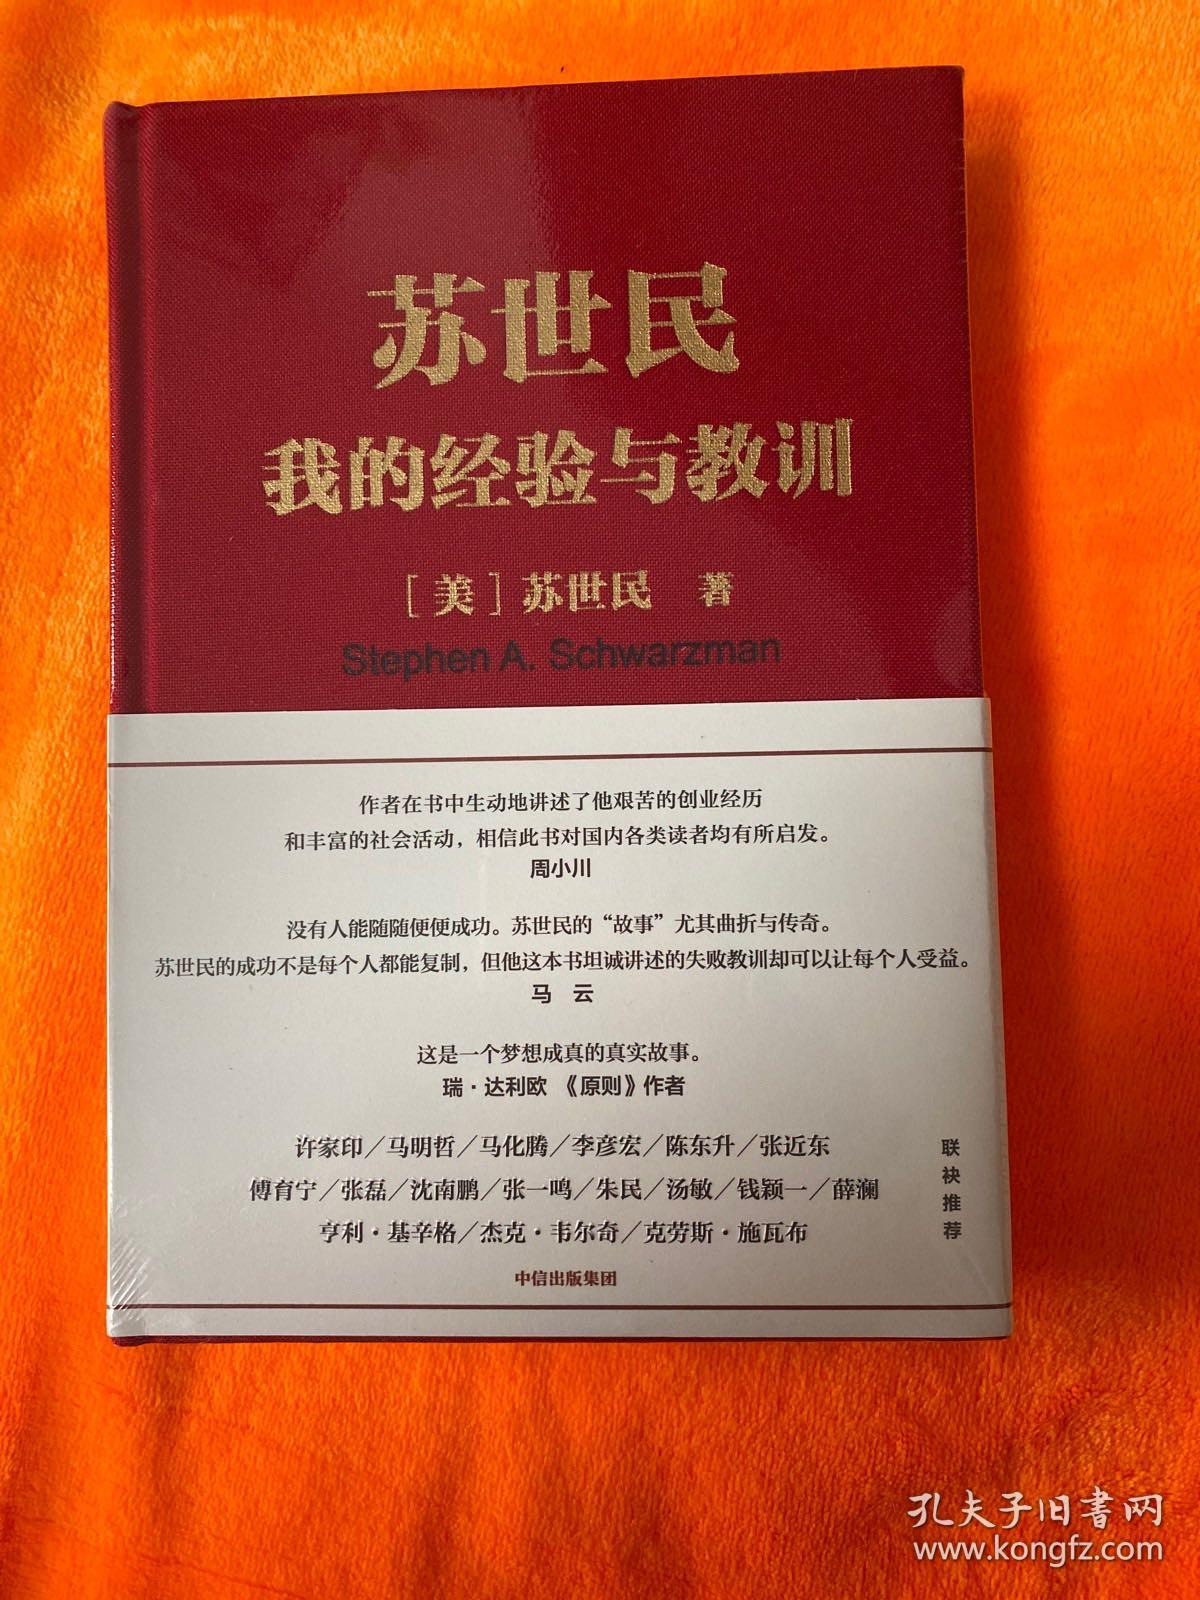 苏世民
我的经验与教训
［美］苏世民 著
Stephen A. Schwarzman
作者在书中生动地讲述了他艰苦的创业经历
和丰富的社会活动，相信此书对国内各类读者均有所启发。
周小川
没有人能随随便便成功。苏世民的“故事”尤其曲折与传奇。
苏世民的成功不是每个人都能复制，但他这本书坦诚讲述的失败教训却可以让每个人受益。
马 云
这是一个梦想成真的真实故事。
瑞·达利欧 《原则》作者
许家印／马明哲／马化腾／李彦宏／陈东升／张近东
傅育宁／张磊／沈南鹏／张一鸣／朱民／汤敏／钱颖一／薛澜
亨利·基辛格／杰克·韦尔奇／克劳斯·施瓦布
联袂推荐
中信出版集团
孔夫子旧書网
www.kongfz.com